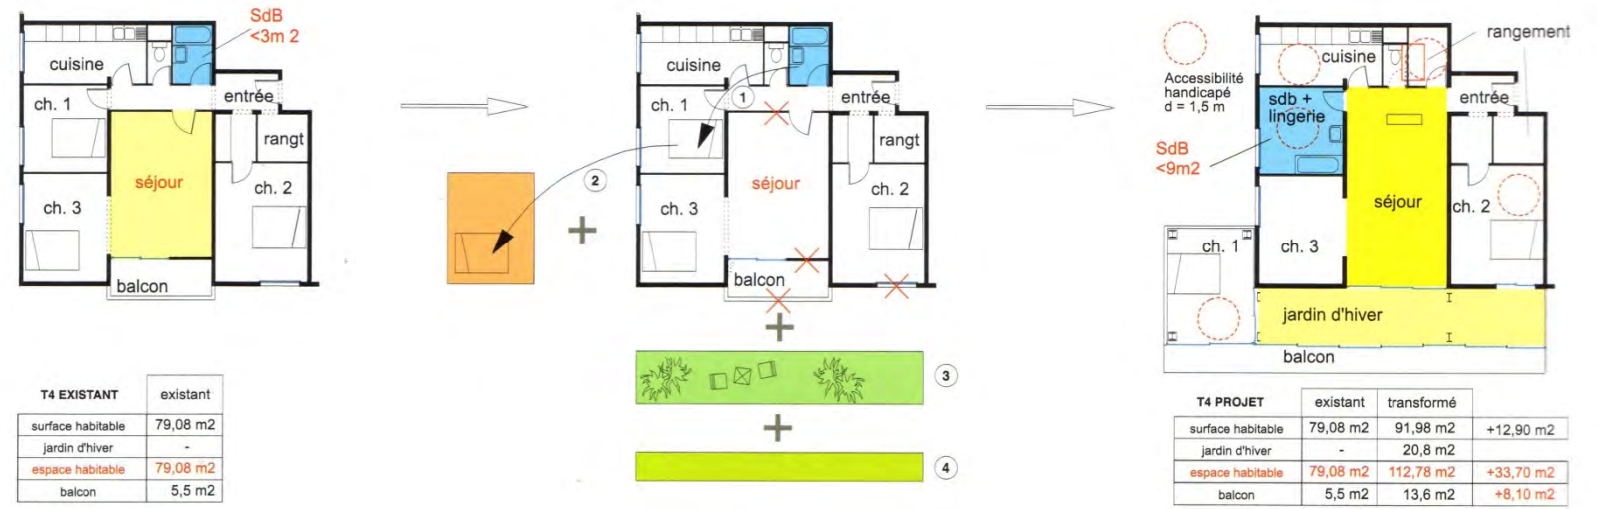 SdB
<3m 2
cuisine
ch. 1
entrée
rangt
séjour
ch. 2
ch. 3
balcon
T4 EXISTANT existant
surface habitable 79,08 m2
jardin d'hiver -
espace habitable 79,08 m2
balcon 5,5 m2
cuisine
ch. 1
1
entrée
rangt
2
séjour
ch. 2
ch. 3
balcon
3
4
Accessibilité
handicapé
d = 1,5 m
SdB
<9m2
rangement
cuisine
sdb +
lingerie
entrée
séjour
ch. 2
ch. 1
ch. 3
jardin d'hiver
balcon
T4 PROJET existant transformé
surface habitable 79,08 m2 91,98 m2 +12,90 m2
jardin d'hiver - 20,8 m2
espace habitable 79,08 m2 112,78 m2 +33,70 m2
balcon 5,5 m2 13,6 m2 +8,10 m2